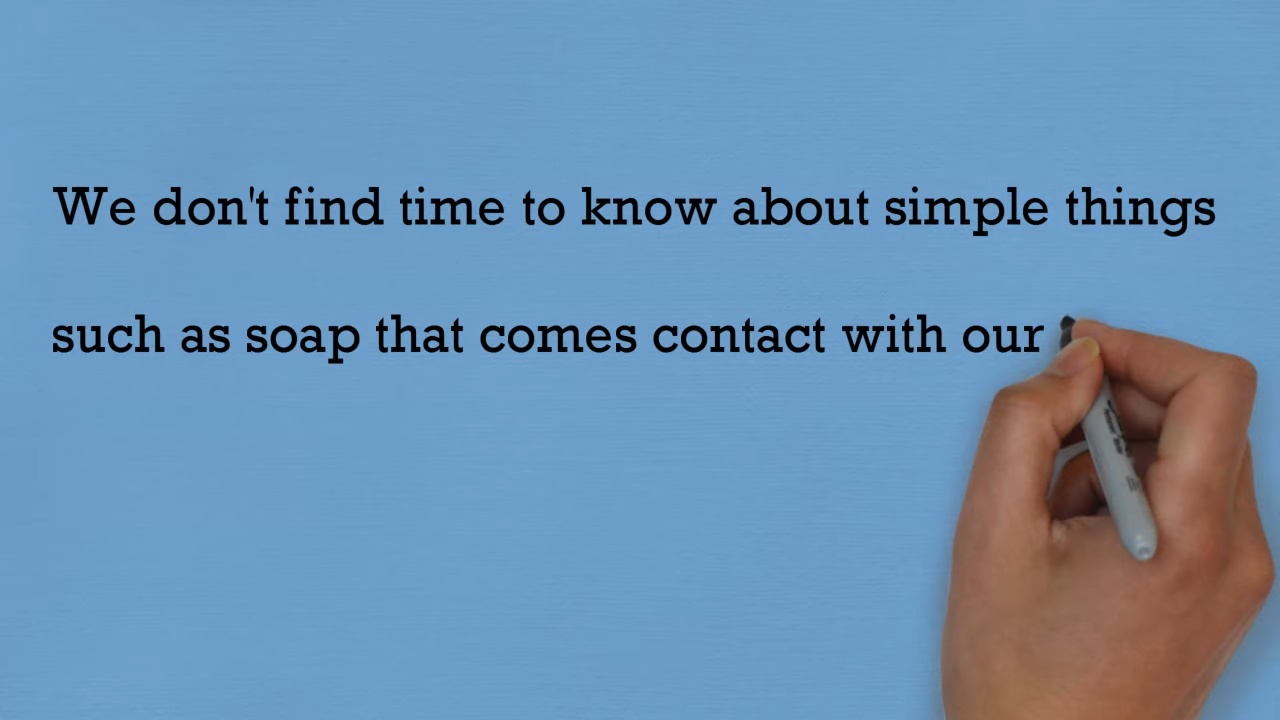 We don't find time to know about simple things
such as soap that comes contact with our